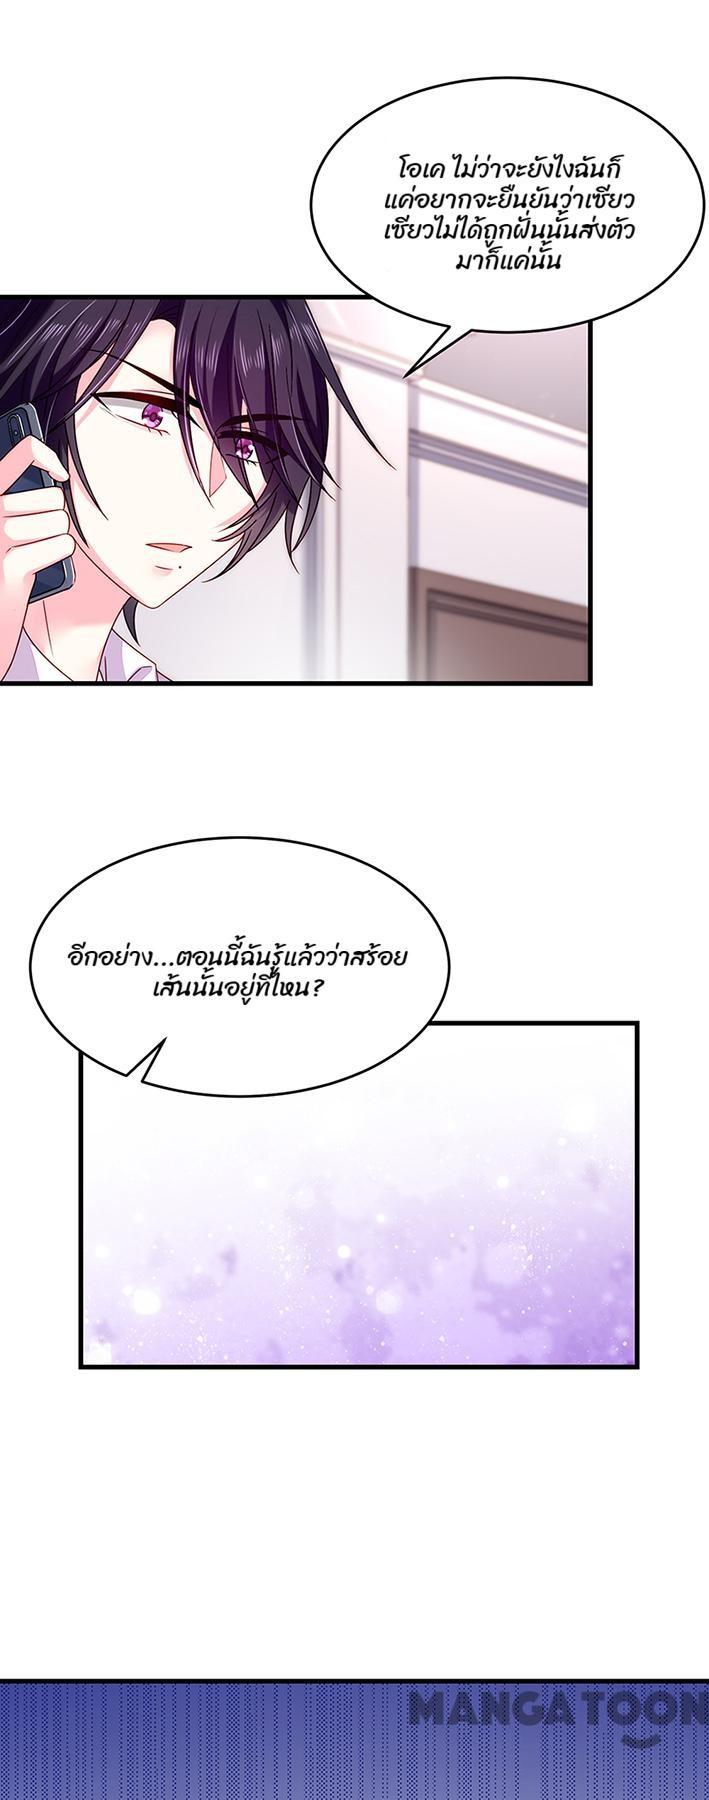 โอเค ไม่ว่าจะยังไงฉันก็
แค่อยากจะยืนยันว่าเซียว
เซียวไม่ได้ถูกฝั่นนั้นส่งตัว
มาก็แค่นั้น
อีกอย่าง...ตอนนี้ฉันรู้แล้วว่าสร้อย
เส้นนั้นอยู่ที่ไหน?
MANGA TOON